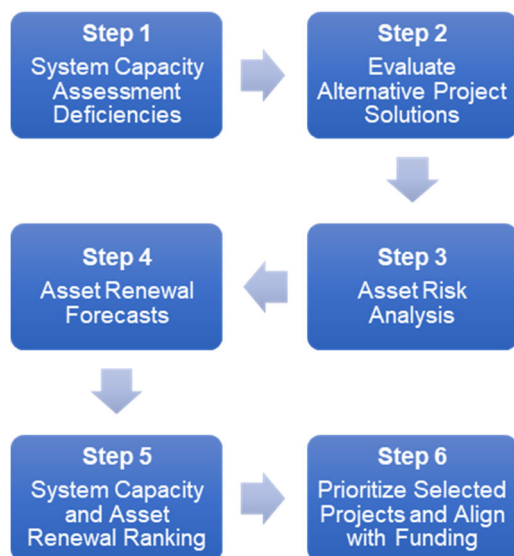 Step 1
System Capacity
Assessment
Deficiencies
Step 2
Evaluate
Alternative Project
Solutions
Step 3
Asset Risk
Analysis
Step 4
Asset Renewal
Forecasts
Step 5
System Capacity
and Asset
Renewal Ranking
Step 6
Prioritize Selected
Projects and Align
with Funding